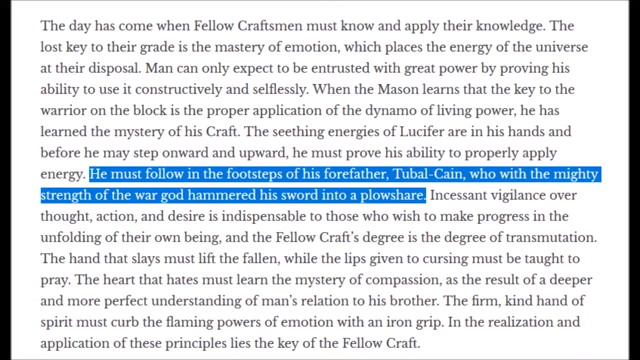 The day has come when Fellow Craftsmen must know and apply their knowledge. The
lost key to their grade is the mastery of emotion, which places the energy of the universe
at their disposal. Man can only expect to be entrusted with great power by proving his
ability to use it constructively and selflessly. When the Mason learns that the key to the
warrior on the block is the proper application of the dynamo of living power, he has
learned the mystery of his Craft. The seething energies of Lucifer are in his hands and
before he may step onward and upward, he must prove his ability to properly apply
energy. He must follow in the footsteps of his forefather, Tubal-Cain, who with the mighty
strength of the war god hammered his sword into a plowshare. Incessant vigilance over
thought, action, and desire is indispensable to those who wish to make progress in the
unfolding of their own being, and the Fellow Craft’s degree is the degree of transmutation.
The hand that slays must lift the fallen, while the lips given to cursing must be taught to
pray. The heart that hates must learn the mystery of compassion, as the result of a deeper
and more perfect understanding of man’s relation to his brother. The firm, kind hand of
spirit must curb the flaming powers of emotion with an iron grip. In the realization and
application of these principles lies the key of the Fellow Craft.